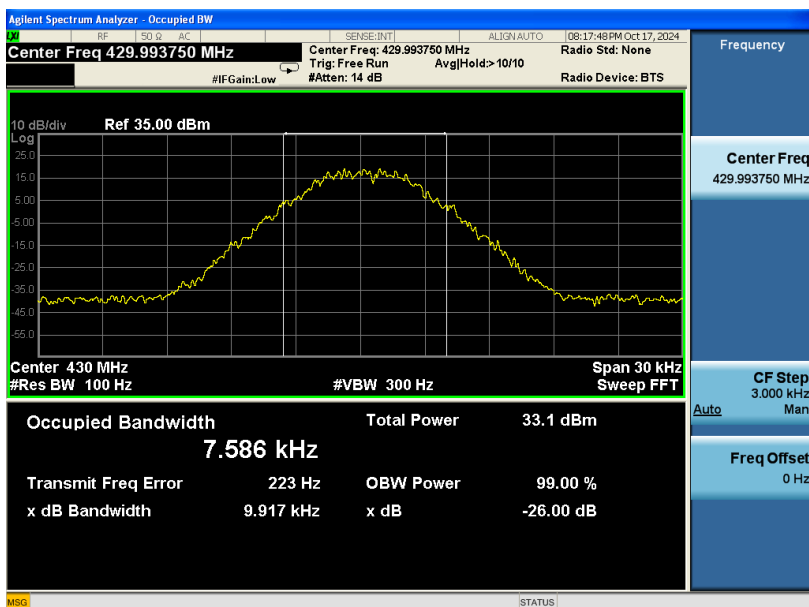 Agilent Spectrum Analyzer - Occupied BW
LXI RF 50 Ω AC SENSE:INT ALIGN AUTO 08:17:48 PM Oct 17, 2024
Center Freq 429.993750 MHz
Center Freq: 429.993750 MHz
Radio Std: None
Trig: Free Run Avg|Hold:>10/10
#IFGain:Low #Atten: 14 dB Radio Device: BTS
10 dB/div Ref 35.00 dBm
Log
25.0
15.0
5.00
-5.00
-15.0
-25.0
-35.0
-45.0
-55.0
Center 430 MHz Span 30 kHz
#Res BW 100 Hz #VBW 300 Hz Sweep FFT
Occupied Bandwidth Total Power 33.1 dBm
7.586 kHz
Transmit Freq Error 223 Hz OBW Power 99.00 %
x dB Bandwidth 9.917 kHz x dB -26.00 dB
MSG STATUS
Frequency
Center Freq
429.993750 MHz
CF Step
3.000 kHz
Auto Man
Freq Offset
0 Hz